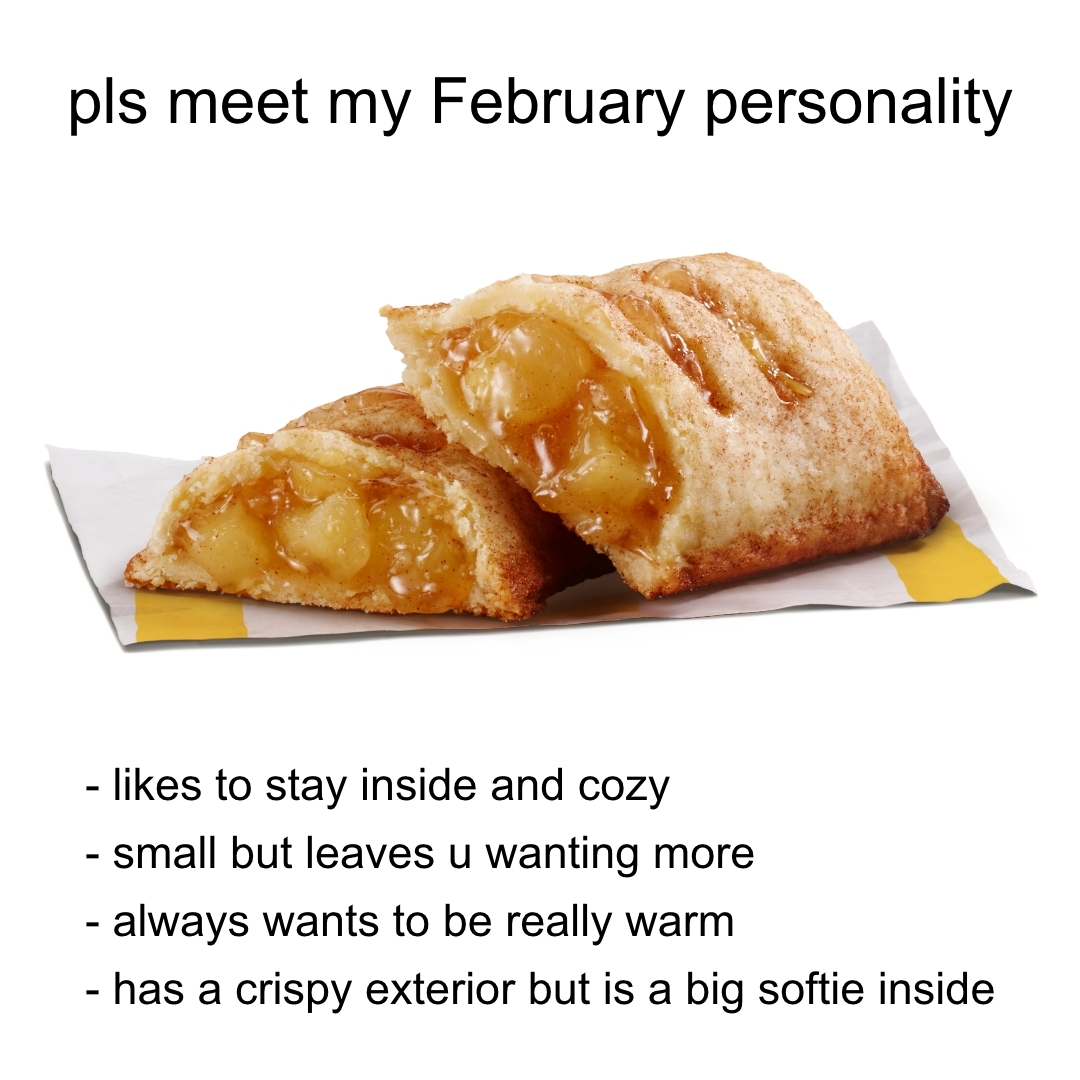 pls meet my February personality
- likes to stay inside and cozy
- small but leaves u wanting more
- always wants to be really warm
- has a crispy exterior but is a big softie inside